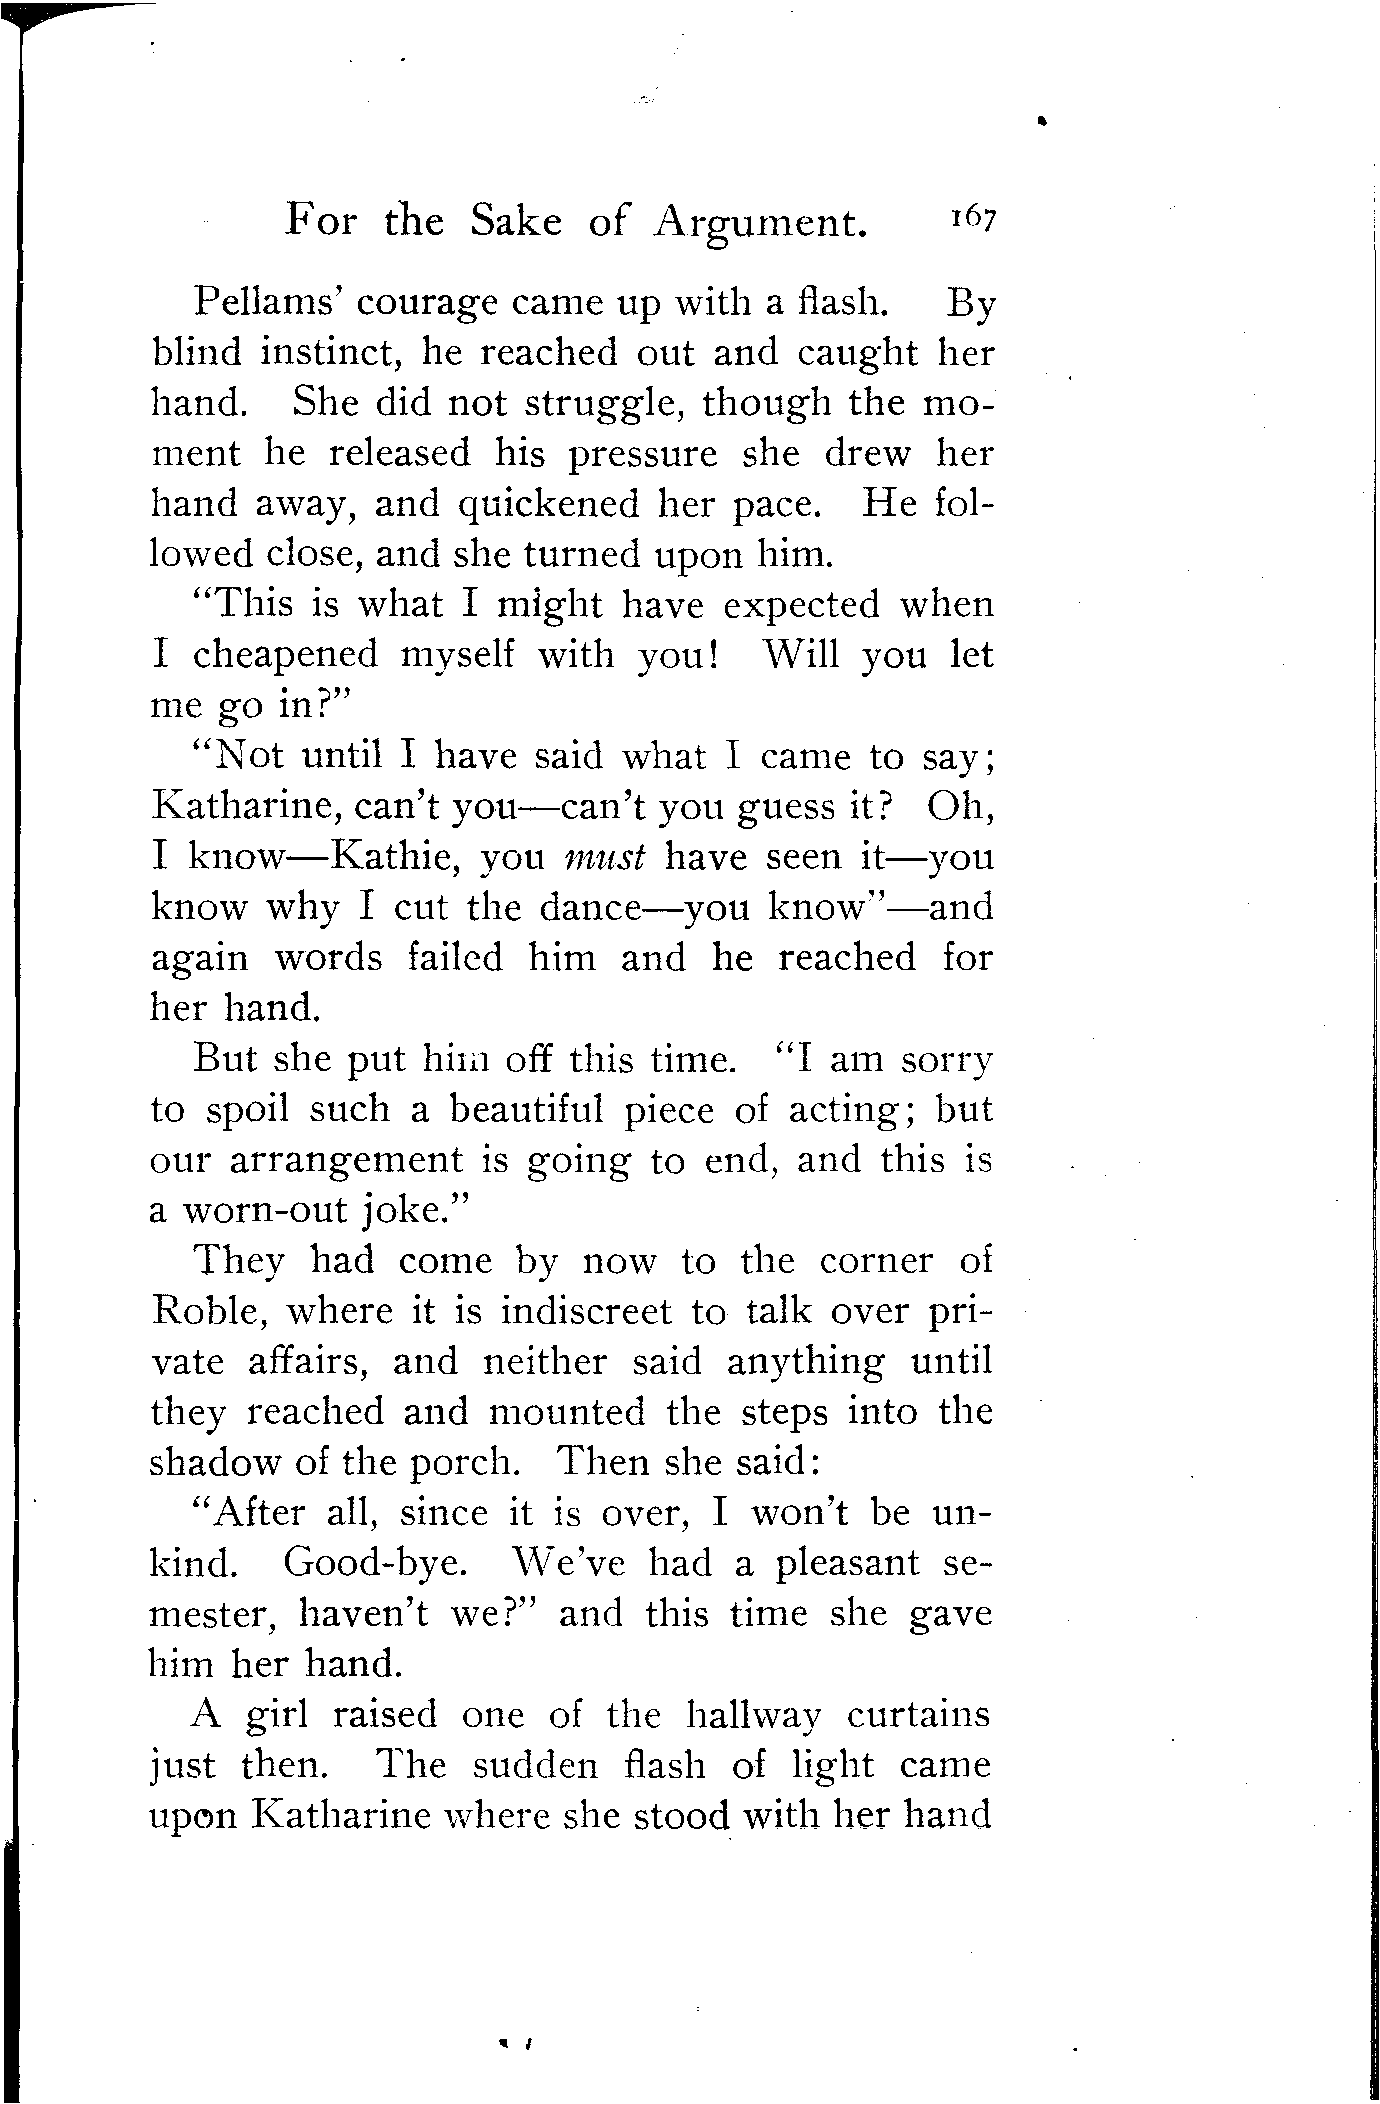 For the Sake of Argument. 167
Pellams' courage came up with a flash. By
blind instinct, he reached out and caught her
hand. She did not struggle, though the mo-
ment he released his pressure she drew her
hand away, and quickened her pace. He fol-
lowed close, and she turned upon him.
"This is what I might have expected when
I cheapened myself with you! Will you let
me go in?"
"Not until I have said what I came to say;
Katharine, can't you—can't you guess it? Oh,
I know—Kathie, you must have seen it—you
know why I cut the dance—you know"—and
again words failed him and he reached for
her hand.
But she put him off this time. "I am sorry
to spoil such a beautiful piece of acting; but
our arrangement is going to end, and this is
a worn-out joke."
They had come by now to the corner of
Roble, where it is indiscreet to talk over pri-
vate affairs, and neither said anything until
they reached and mounted the steps into the
shadow of the porch. Then she said:
"After all, since it is over, I won't be un-
kind. Good-bye. We've had a pleasant se-
mester, haven't we?" and this time she gave
him her hand.
A girl raised one of the hallway curtains
just then. The sudden flash of light came
upon Katharine where she stood with her hand